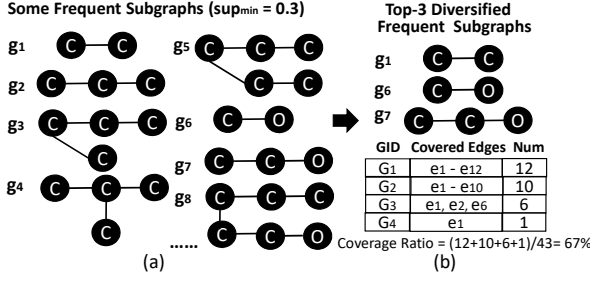 Some Frequent Subgraphs (supmin = 0.3)
g1 C C
g2 C C C
g3 C C C
C
g4 C C C
C
g5 C C C
C C
g6 C O
g7 C C O
g8 C C C
C C O
......
(a)
Top-3 Diversified
Frequent Subgraphs
g1 C C
g6 C O
g7 C C O
GID Covered Edges Num
G1 e1 - e12 12
G2 e1 - e10 10
G3 e1, e2, e6 6
G4 e1 1
Coverage Ratio = (12+10+6+1)/43= 67%
(b)